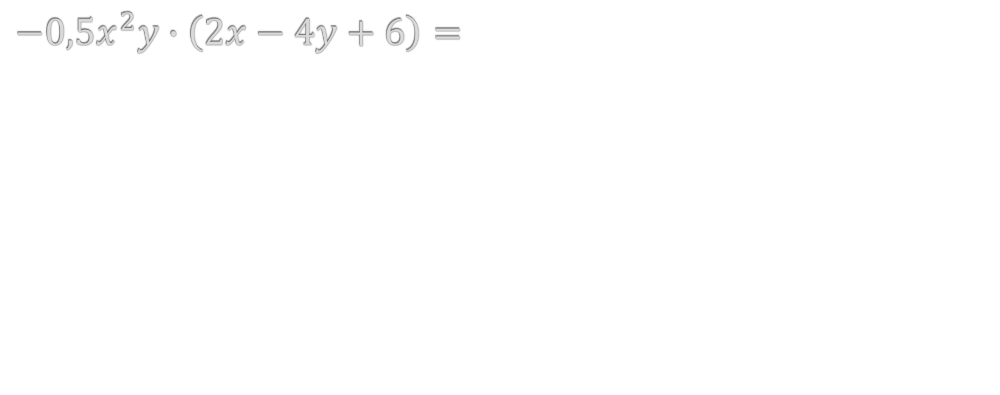 −0,5x²y · (2x − 4y + 6) =